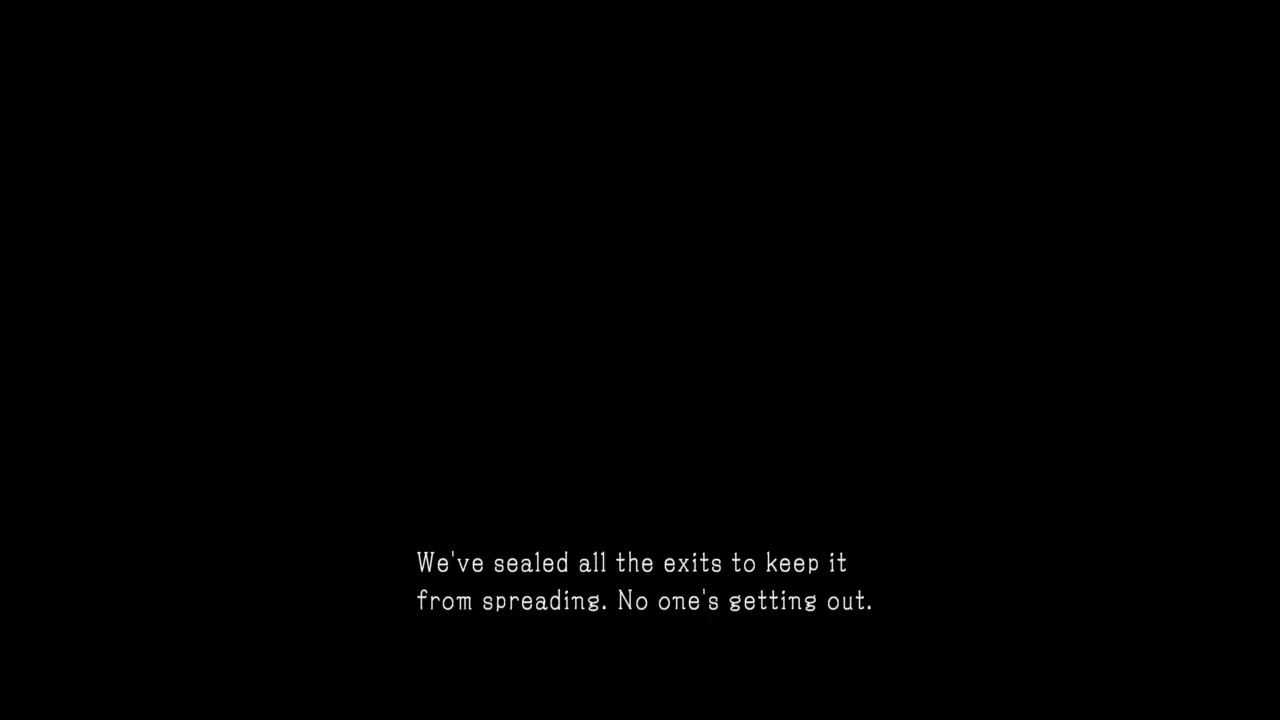 We've sealed all the exits to keep it
from spreading. No one's getting out.